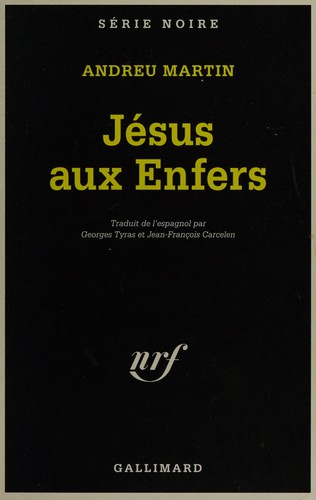 SÉRIE NOIRE
ANDREU MARTIN
Jésus
aux Enfers
Traduit de l'espagnol par
Georges Tyras et Jean-François Carcelen
nrf
GALLIMARD